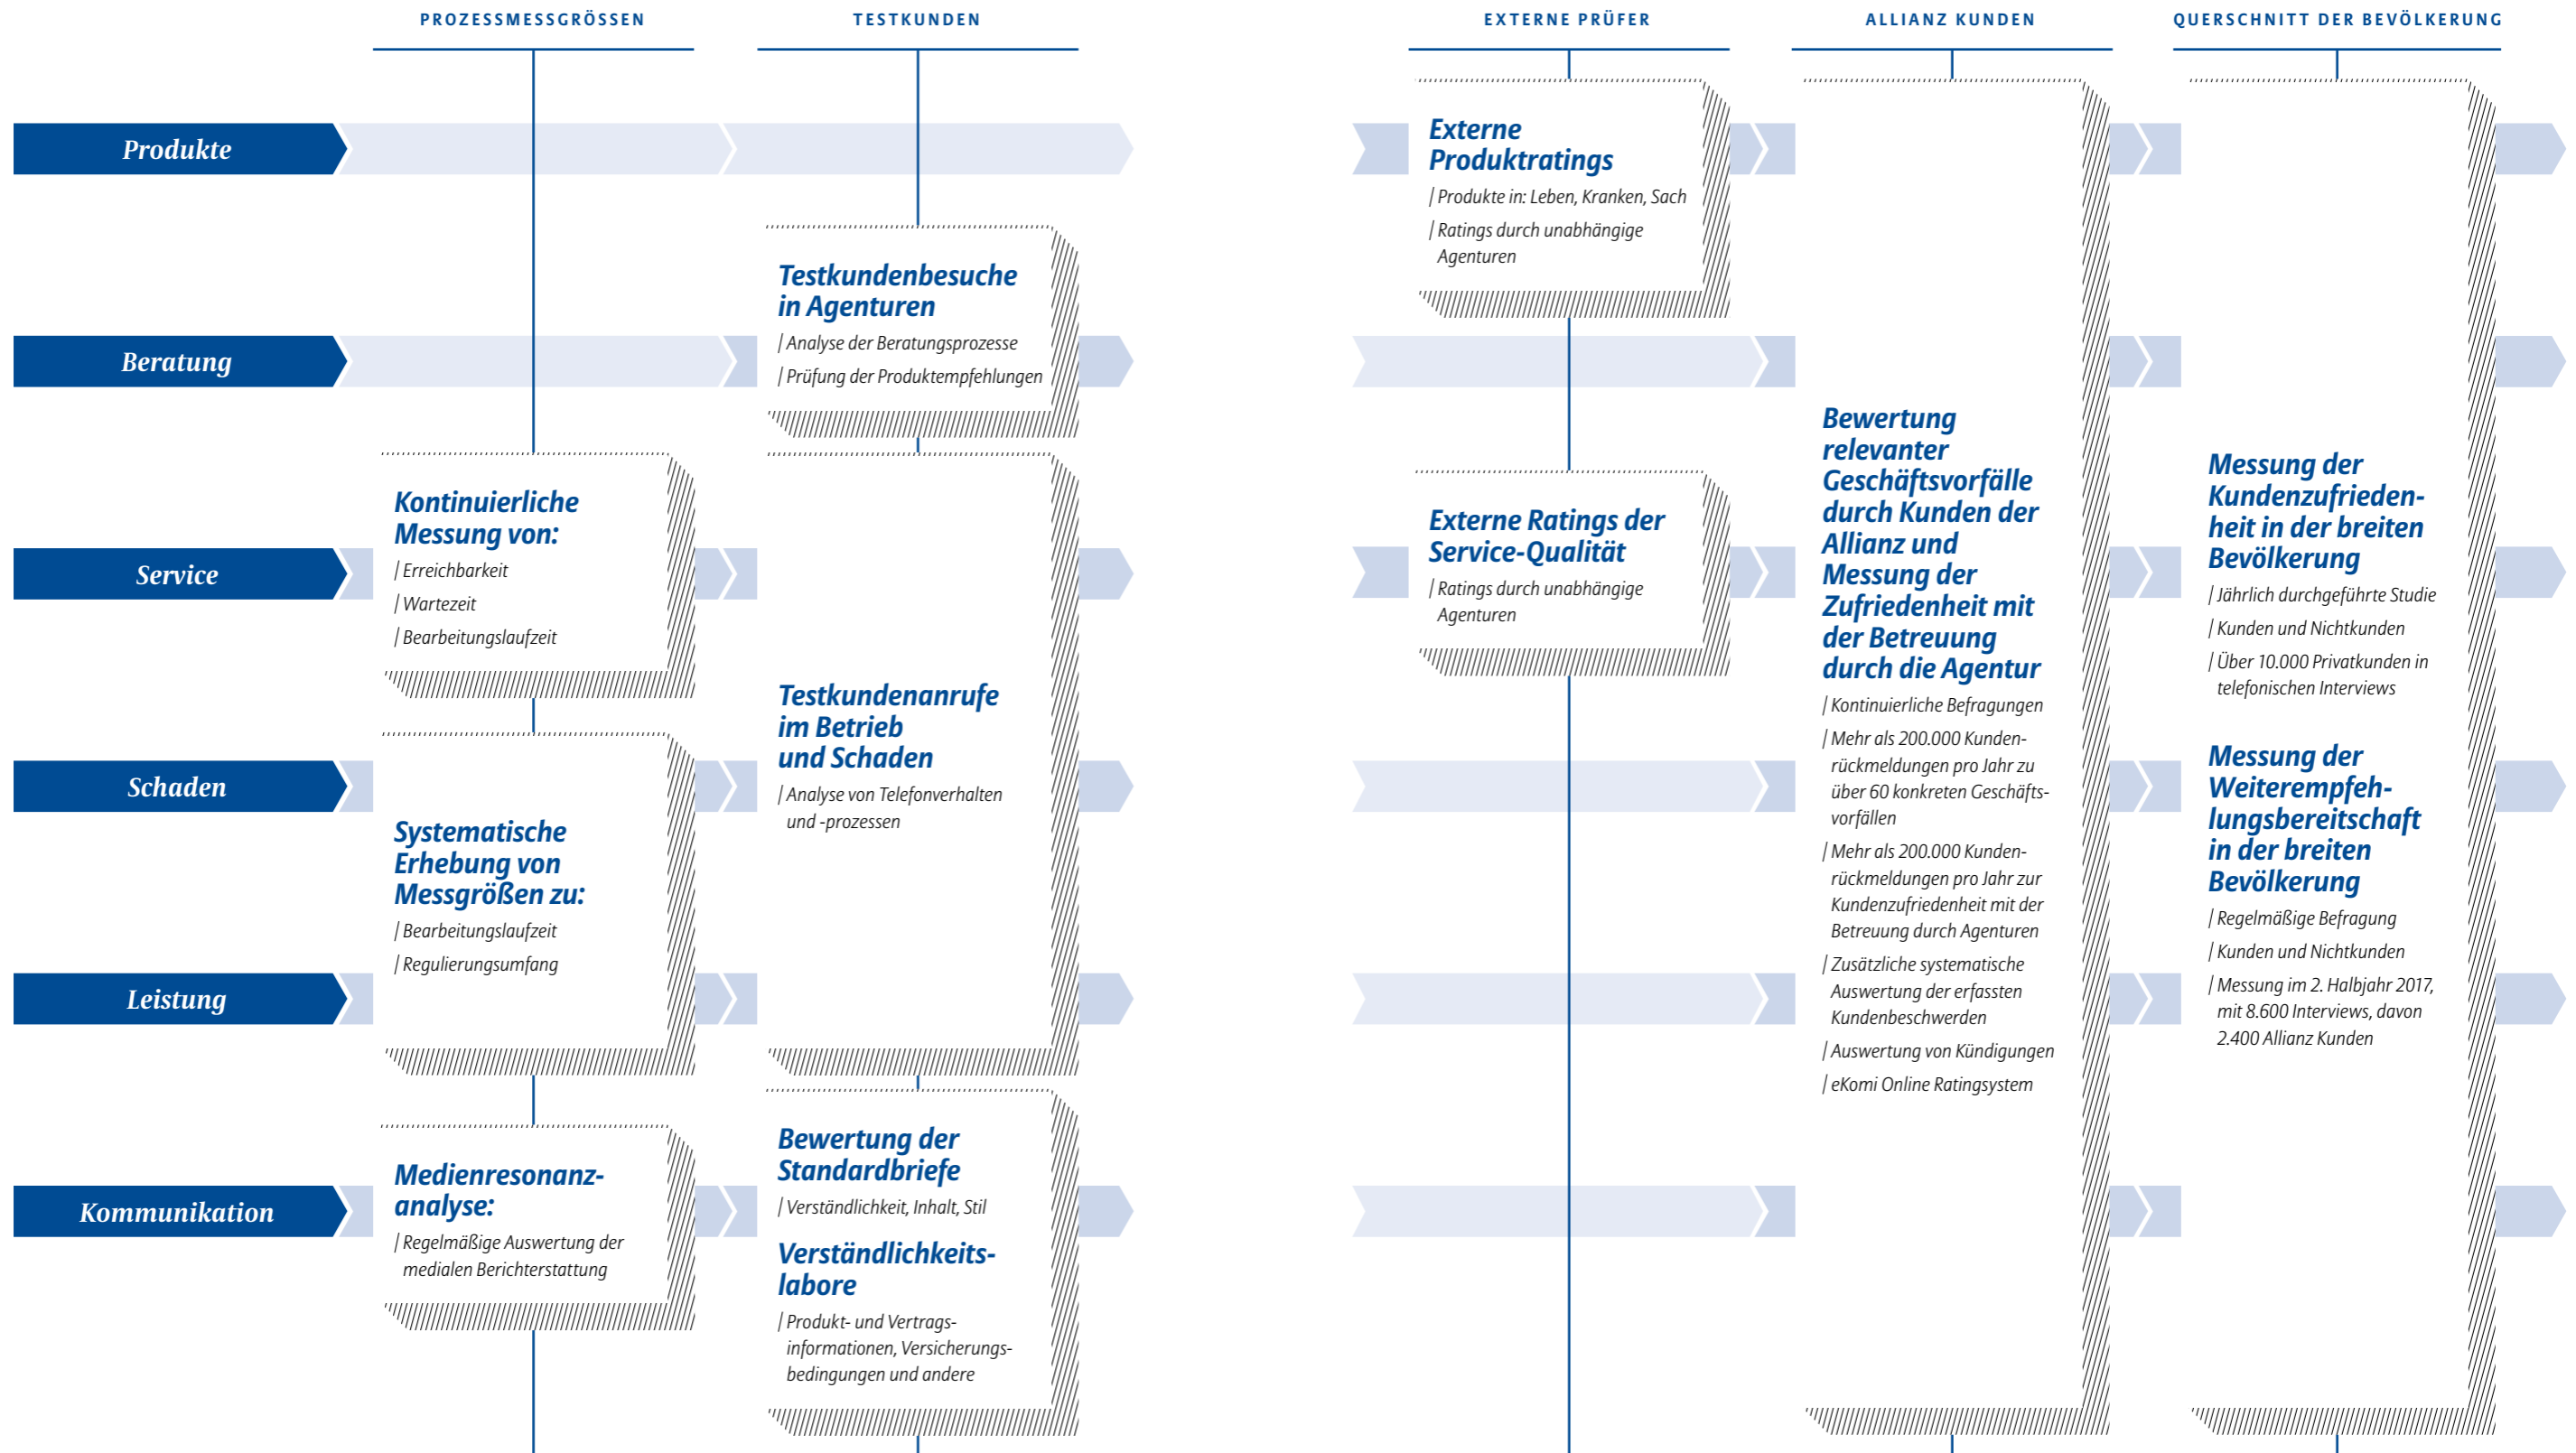 PROZESSMESSGRÖSSEN
TESTKUNDEN
EXTERNE PRÜFER
ALLIANZ KUNDEN
QUERSCHNITT DER BEVÖLKERUNG
Produkte
Beratung
Service
Schaden
Leistung
Kommunikation
Kontinuierliche
Messung von:
| Erreichbarkeit
| Wartezeit
| Bearbeitungslaufzeit
Systematische
Erhebung von
Messgrößen zu:
| Bearbeitungslaufzeit
| Regulierungsumfang
Medienresonanz-
analyse:
| Regelmäßige Auswertung der
medialen Berichterstattung
Testkundenbesuche
in Agenturen
| Analyse der Beratungsprozesse
| Prüfung der Produktempfehlungen
Testkundenanrufe
im Betrieb
und Schaden
| Analyse von Telefonverhalten
und -prozessen
Bewertung der
Standardbriefe
| Verständlichkeit, Inhalt, Stil
Verständlichkeits-
labore
| Produkt- und Vertrags-
informationen, Versicherungs-
bedingungen und andere
Externe
Produktratings
| Produkte in: Leben, Kranken, Sach
| Ratings durch unabhängige
Agenturen
Externe Ratings der
Service-Qualität
| Ratings durch unabhängige
Agenturen
Bewertung
relevanter
Geschäftsvorfälle
durch Kunden der
Allianz und
Messung der
Zufriedenheit mit
der Betreuung
durch die Agentur
| Kontinuierliche Befragungen
| Mehr als 200.000 Kunden-
rückmeldungen pro Jahr zu
über 60 konkreten Geschäfts-
vorfällen
| Mehr als 200.000 Kunden-
rückmeldungen pro Jahr zur
Kundenzufriedenheit mit der
Betreuung durch Agenturen
| Zusätzliche systematische
Auswertung der erfassten
Kundenbeschwerden
| Auswertung von Kündigungen
| eKomi Online Ratingsystem
Messung der
Kundenzufrieden-
heit in der breiten
Bevölkerung
| Jährlich durchgeführte Studie
| Kunden und Nichtkunden
| Über 10.000 Privatkunden in
telefonischen Interviews
Messung der
Weiterempfeh-
lungsbereitschaft
in der breiten
Bevölkerung
| Regelmäßige Befragung
| Kunden und Nichtkunden
| Messung im 2. Halbjahr 2017,
mit 8.600 Interviews, davon
2.400 Allianz Kunden